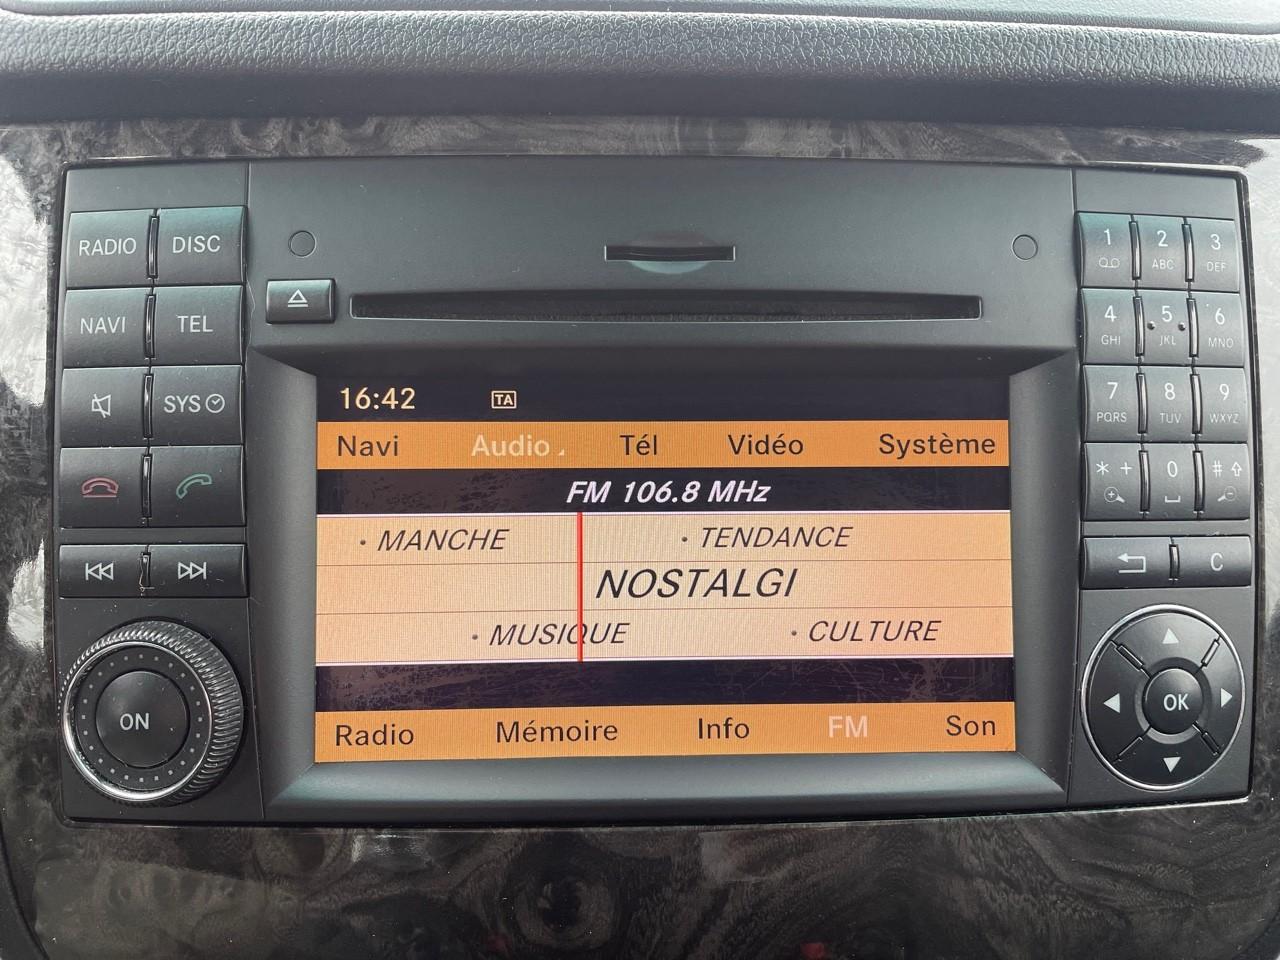 RADIO DISC
NAVI TEL
SYS
ON
16:42 TA
Navi Audio Tél Vidéo Système
FM 106.8 MHz
· MANCHE · TENDANCE
NOSTALGI
· MUSIQUE · CULTURE
Radio Mémoire Info FM Son
1 2 3
ABC DEF
4 5 6
GHI JKL MNO
7 8 9
PQRS TUV WXYZ
* + 0 #
C
OK